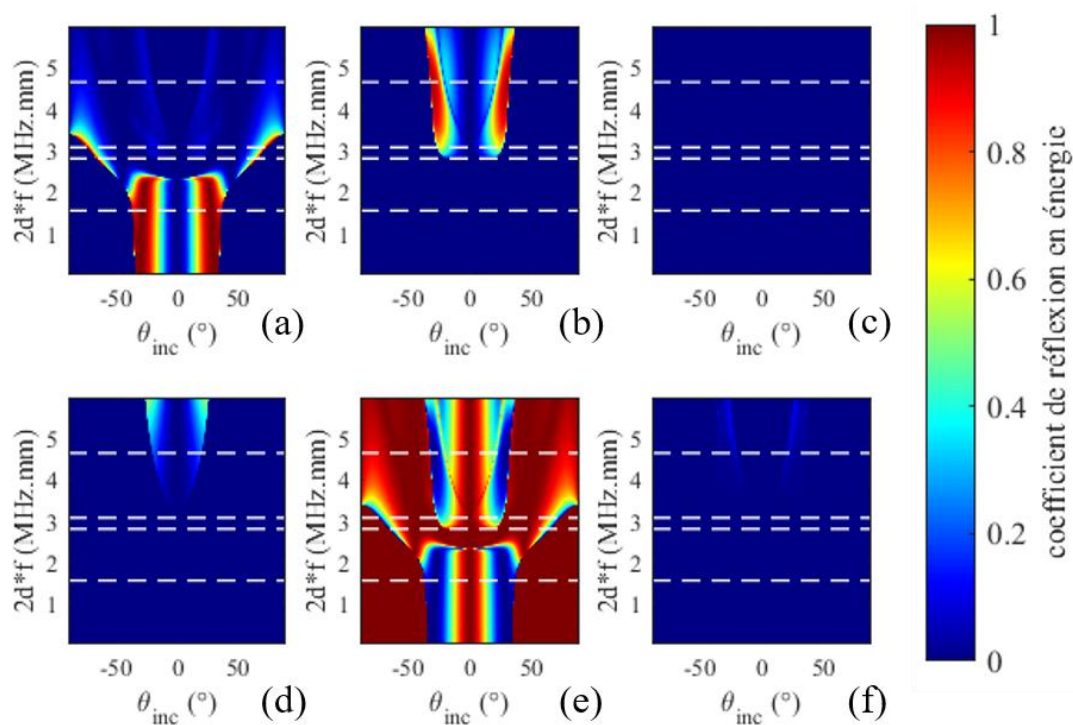 5
4
3
2
1
2d*f (MHz.mm)
-50 0 50
θinc (°)
(a)
5
4
3
2
1
2d*f (MHz.mm)
-50 0 50
θinc (°)
(b)
5
4
3
2
1
2d*f (MHz.mm)
-50 0 50
θinc (°)
(c)
5
4
3
2
1
2d*f (MHz.mm)
-50 0 50
θinc (°)
(d)
5
4
3
2
1
2d*f (MHz.mm)
-50 0 50
θinc (°)
(e)
5
4
3
2
1
2d*f (MHz.mm)
-50 0 50
θinc (°)
(f)
1
0.8
0.6
0.4
0.2
0
coefficient de réflexion en énergie